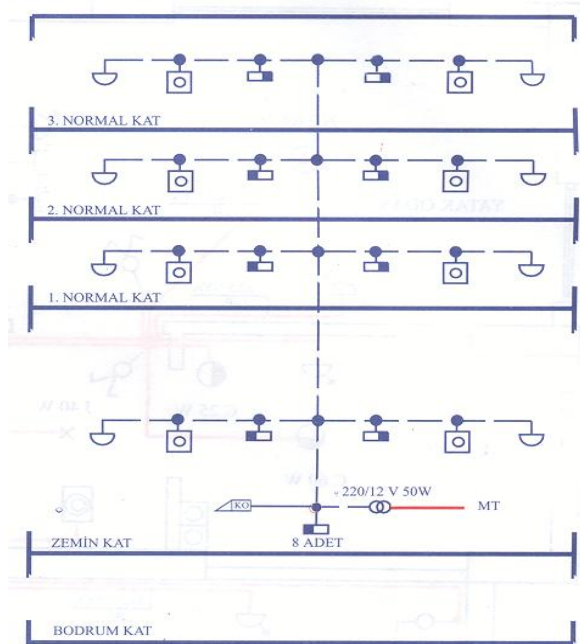 3. NORMAL KAT
2. NORMAL KAT
1. NORMAL KAT
220/12 V 50W
KO
MT
ZEMİN KAT
8 ADET
BODRUM KAT